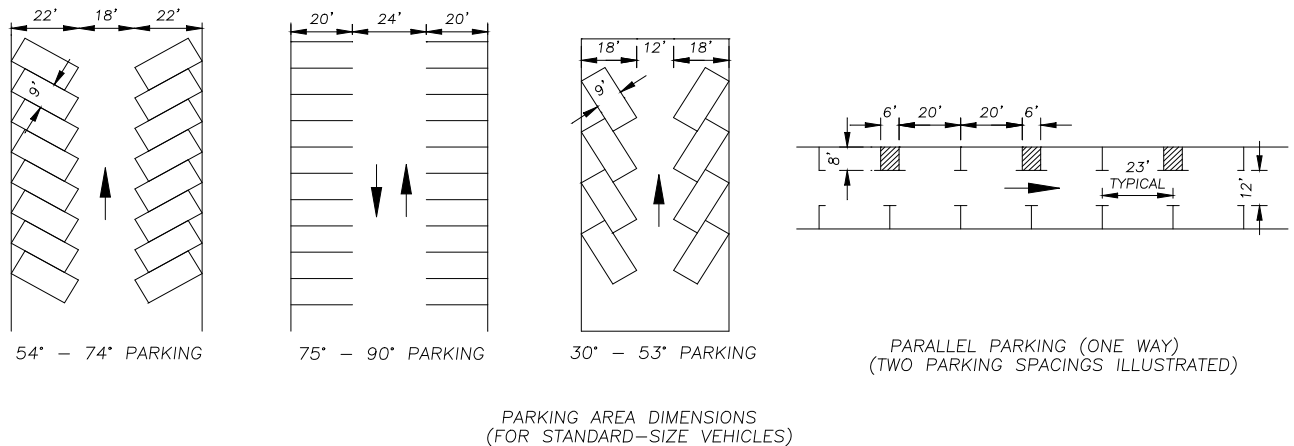 22' 18' 22'
9'
54° – 74° PARKING
20' 24' 20'
75° – 90° PARKING
18' 12' 18'
9'
30° – 53° PARKING
6' 20' 20' 6'
8'
23'
TYPICAL
12'
PARALLEL PARKING (ONE WAY)
(TWO PARKING SPACINGS ILLUSTRATED)
PARKING AREA DIMENSIONS
(FOR STANDARD–SIZE VEHICLES)